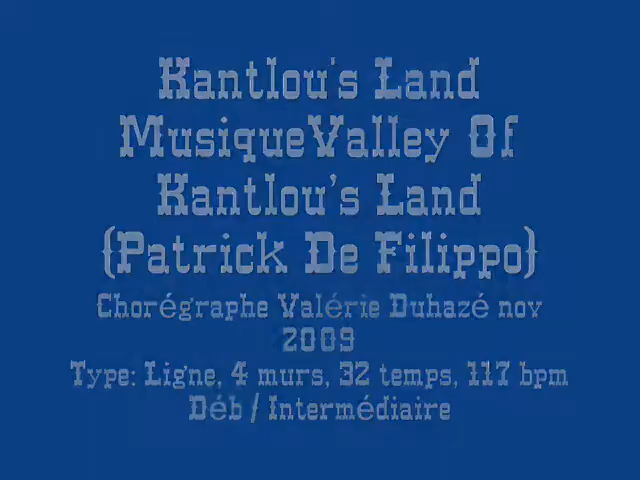 Kantlou's Land
MusiqueValley Of
Kantlou's Land
(Patrick De Filippo)
Chorégraphe Valérie Duhazé nov
2009
Type: Ligne, 4 murs, 32 temps, 117 bpm
Déb / Intermédiaire